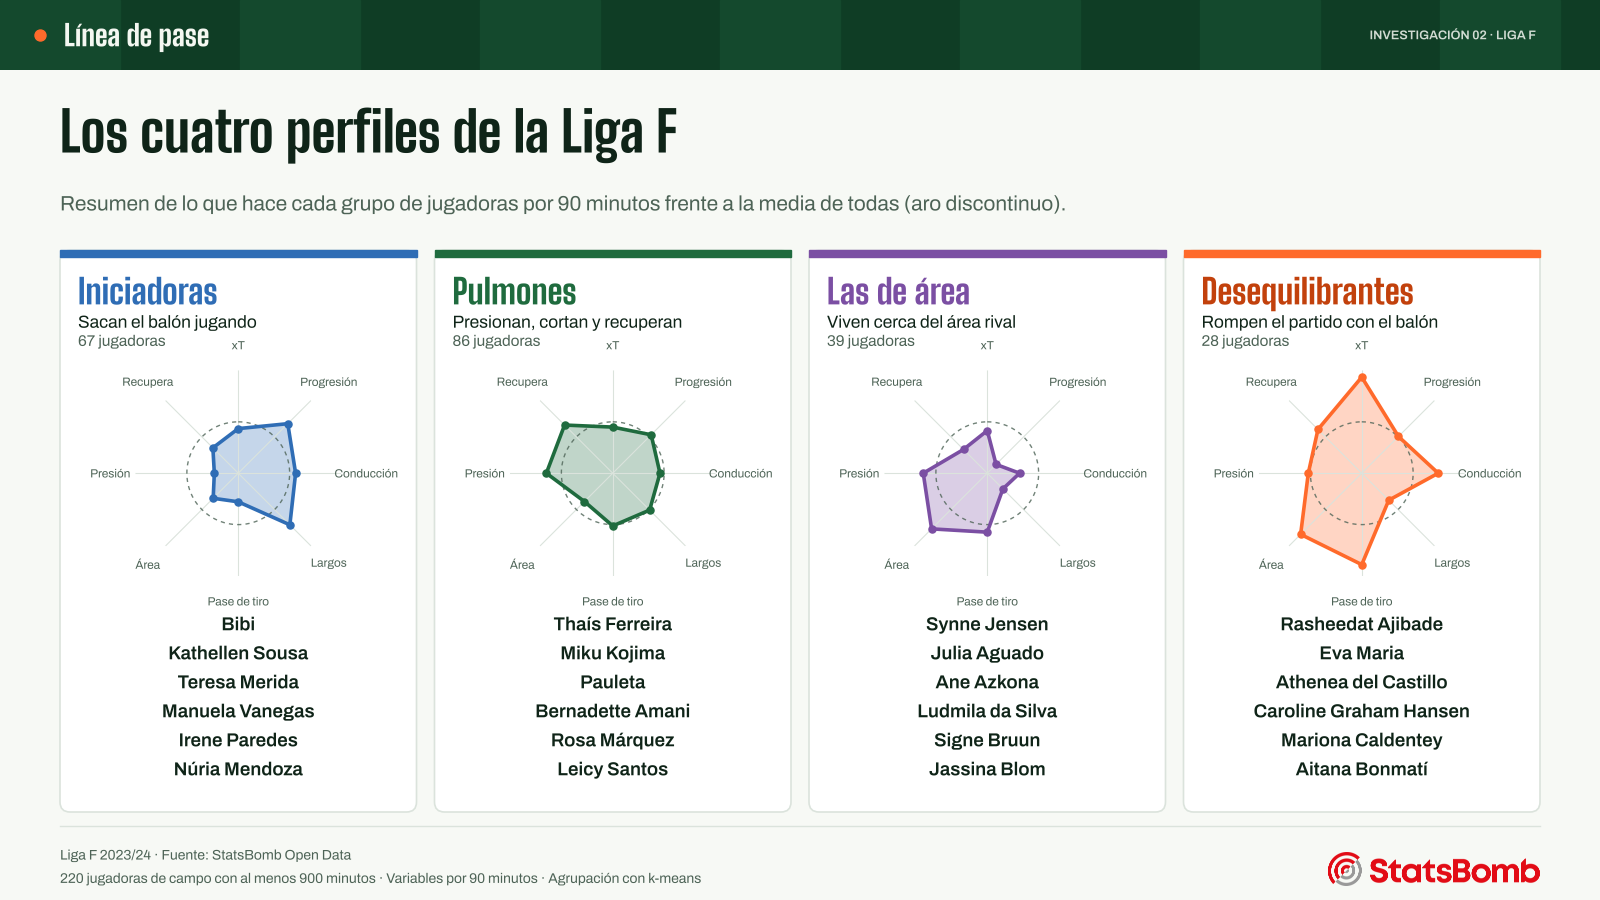 Línea de pase
INVESTIGACIÓN 02 · LIGA F
Los cuatro perfiles de la Liga F
Resumen de lo que hace cada grupo de jugadoras por 90 minutos frente a la media de todas (aro discontinuo).
Iniciadoras
Sacan el balón jugando
67 jugadoras
xT
Recupera
Progresión
Presión
Conducción
Área
Largos
Pase de tiro
Bibi
Kathellen Sousa
Teresa Merida
Manuela Vanegas
Irene Paredes
Núria Mendoza
Pulmones
Presionan, cortan y recuperan
86 jugadoras
xT
Recupera
Progresión
Presión
Conducción
Área
Largos
Pase de tiro
Thaís Ferreira
Miku Kojima
Pauleta
Bernadette Amani
Rosa Márquez
Leicy Santos
Las de área
Viven cerca del área rival
39 jugadoras
xT
Recupera
Progresión
Presión
Conducción
Área
Largos
Pase de tiro
Synne Jensen
Julia Aguado
Ane Azkona
Ludmila da Silva
Signe Bruun
Jassina Blom
Desequilibrantes
Rompen el partido con el balón
28 jugadoras
xT
Recupera
Progresión
Presión
Conducción
Área
Largos
Pase de tiro
Rasheedat Ajibade
Eva Maria
Athenea del Castillo
Caroline Graham Hansen
Mariona Caldentey
Aitana Bonmatí
Liga F 2023/24 · Fuente: StatsBomb Open Data
220 jugadoras de campo con al menos 900 minutos · Variables por 90 minutos · Agrupación con k-means
StatsBomb